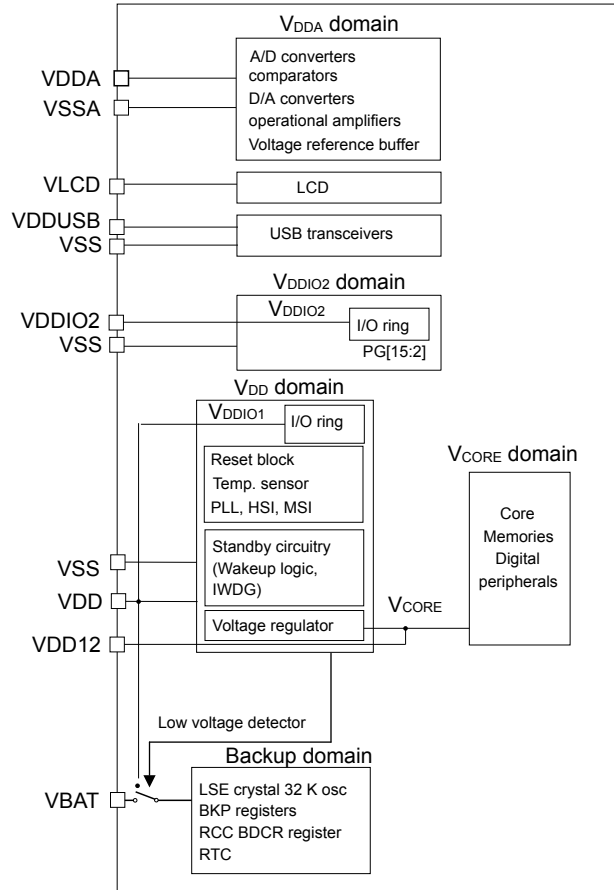 VDDA domain
VDDA
VSSA
A/D converters
comparators
D/A converters
operational amplifiers
Voltage reference buffer
VLCD
LCD
VDDUSB
VSS
USB transceivers
VDDIO2 domain
VDDIO2
VSS
VDDIO2
I/O ring
PG[15:2]
VDD domain
VDDIO1
I/O ring
Reset block
Temp. sensor
PLL, HSI, MSI
VSS
Standby circuitry
(Wakeup logic,
IWDG)
VDD
Voltage regulator
VDD12
VCORE
VCORE domain
Core
Memories
Digital
peripherals
Low voltage detector
Backup domain
VBAT
LSE crystal 32 K osc
BKP registers
RCC BDCR register
RTC